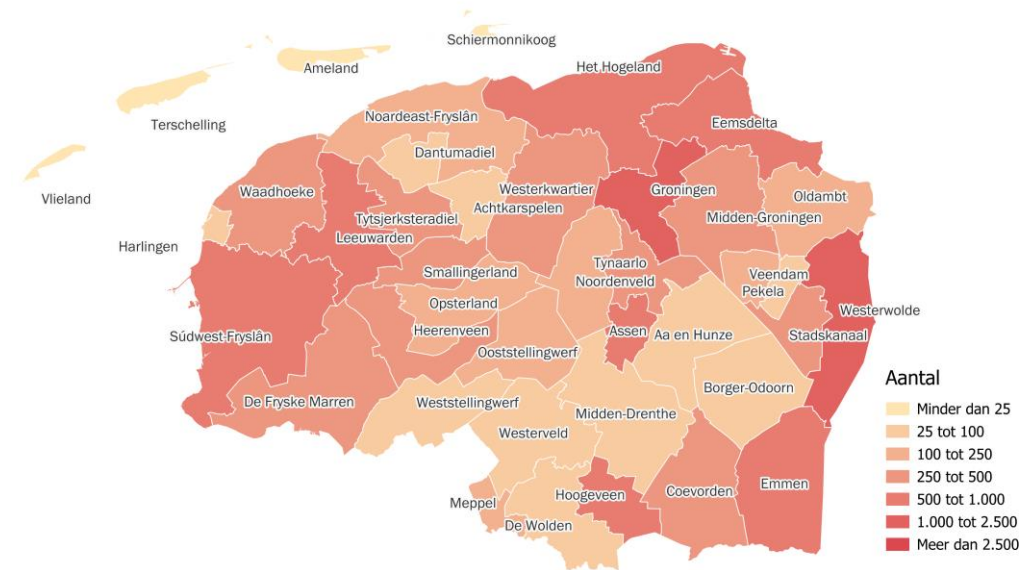 Schiermonnikoog
Ameland
Het Hogeland
Terschelling
Noardeast-Fryslân
Eemsdelta
Dantumadiel
Vlieland
Waadhoeke
Westerkwartier
Groningen
Oldambt
Achtkarspelen
Tytsjerksteradiel
Midden-Groningen
Leeuwarden
Harlingen
Smallingerland
Tynaarlo
Veendam
Noordenveld
Pekela
Opsterland
Westerwolde
Súdwest-Fryslân
Heerenveen
Assen
Aa en Hunze
Stadskanaal
Ooststellingwerf
Borger-Odoorn
De Fryske Marren
Weststellingwerf
Midden-Drenthe
Westerveld
Emmen
Coevorden
Hoogeveen
Meppel
De Wolden
Aantal
Minder dan 25
25 tot 100
100 tot 250
250 tot 500
500 tot 1.000
1.000 tot 2.500
Meer dan 2.500